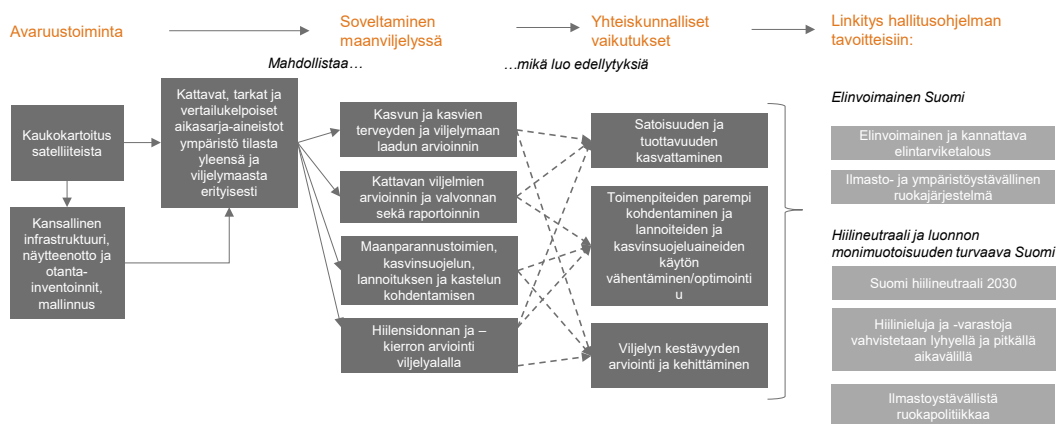 Avaruustoiminta
Soveltaminen
maanviljelyssä
Yhteiskunnalliset
vaikutukset
Linkitys hallitusohjelman
tavoitteisiin:
Mahdollistaa…
…mikä luo edellytyksiä
Kaukokartoitus
satelliiteista
Kansallinen
infrastruktuuri,
näytteenotto ja
otanta-
inventoinnit,
mallinnus
Kattavat, tarkat ja
vertailukelpoiset
aikasarja-aineistot
ympäristö tilasta
yleensä ja
viljelymaasta
erityisesti
Kasvun ja kasvien
terveyden ja viljelymaan
laadun arvioinnin
Kattavan viljelmien
arvioinnin ja valvonnan
sekä raportoinnin
Maanparannustoimien,
kasvinsuojelun,
lannoituksen ja kastelun
kohdentamisen
Hiilensidonnan ja –
kierron arviointi
viljelyalalla
Satoisuuden ja
tuottavuuden
kasvattaminen
Toimenpiteiden parempi
kohdentaminen ja
lannoiteiden ja
kasvinsuojeluaineiden
käytön
vähentäminen/optimointi
u
Viljelyn kestävyyden
arviointi ja kehittäminen
Elinvoimainen Suomi
Elinvoimainen ja kannattava
elintarviketalous
Ilmasto- ja ympäristöystävällinen
ruokajärjestelmä
Hiilineutraali ja luonnon
monimuotoisuuden turvaava Suomi
Suomi hiilineutraali 2030
Hiilinieluja ja -varastoja
vahvistetaan lyhyellä ja pitkällä
aikavälillä
Ilmastoystävällistä
ruokapolitiikkaa